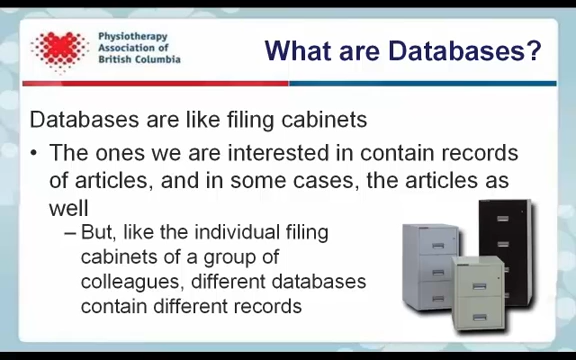 Physiotherapy
Association of
British Columbia
What are Databases?
Databases are like filing cabinets
• The ones we are interested in contain records
of articles, and in some cases, the articles as
well
– But, like the individual filing
cabinets of a group of
colleagues, different databases
contain different records